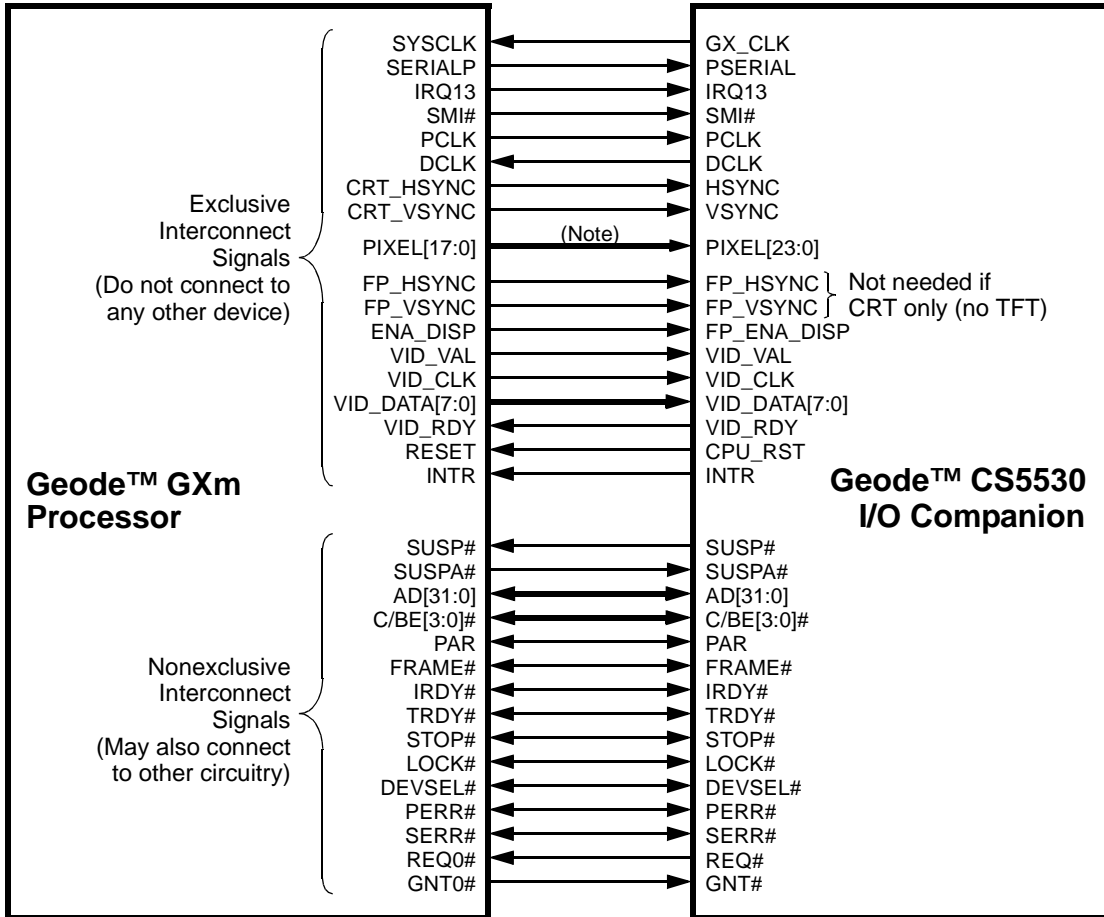 SYSCLK GX_CLK
SERIALP PSERIAL
IRQ13 IRQ13
SMI# SMI#
PCLK PCLK
DCLK DCLK
CRT_HSYNC HSYNC
CRT_VSYNC VSYNC
PIXEL[17:0] (Note) PIXEL[23:0]
FP_HSYNC FP_HSYNC
FP_VSYNC FP_VSYNC
Not needed if
CRT only (no TFT)
ENA_DISP FP_ENA_DISP
VID_VAL VID_VAL
VID_CLK VID_CLK
VID_DATA[7:0] VID_DATA[7:0]
VID_RDY VID_RDY
RESET CPU_RST
INTR INTR
Exclusive
Interconnect
Signals
(Do not connect to
any other device)
Geode™ GXm
Processor
Geode™ CS5530
I/O Companion
SUSP# SUSP#
SUSPA# SUSPA#
AD[31:0] AD[31:0]
C/BE[3:0]# C/BE[3:0]#
PAR PAR
FRAME# FRAME#
IRDY# IRDY#
TRDY# TRDY#
STOP# STOP#
LOCK# LOCK#
DEVSEL# DEVSEL#
PERR# PERR#
SERR# SERR#
REQ0# REQ#
GNT0# GNT#
Nonexclusive
Interconnect
Signals
(May also connect
to other circuitry)